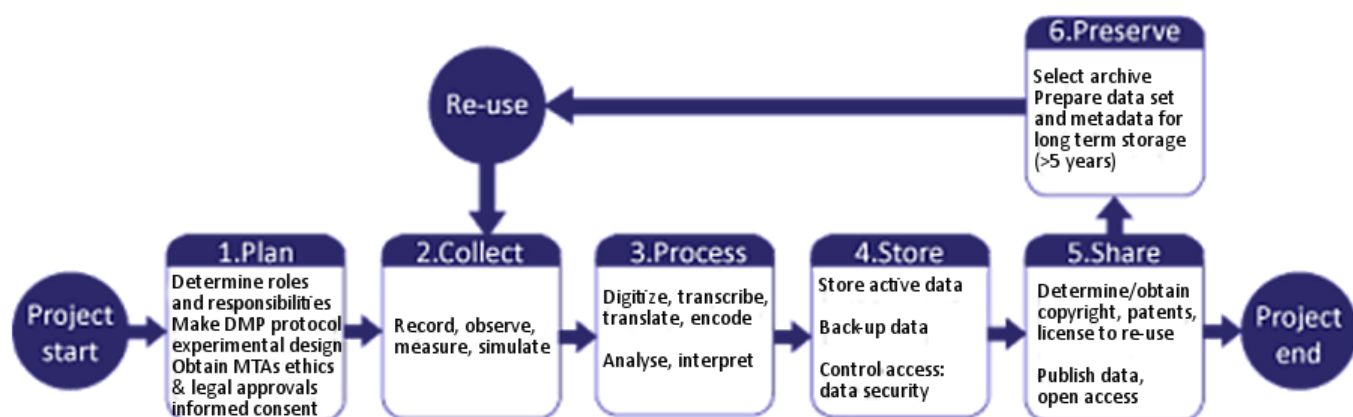 6.Preserve
Select archive
Prepare data set
and metadata for
long term storage
(>5 years)
Re-use
Project
start
1.Plan
Determine roles
and responsibilities
Make DMP protocol
experimental design
Obtain MTAs ethics
& legal approvals
informed consent
2.Collect
Record, observe,
measure, simulate
3.Process
Digitize, transcribe,
translate, encode
Analyse, interpret
4.Store
Store active data
Back-up data
Control access:
data security
5.Share
Determine/obtain
copyright, patents,
license to re-use
Publish data,
open access
Project
end